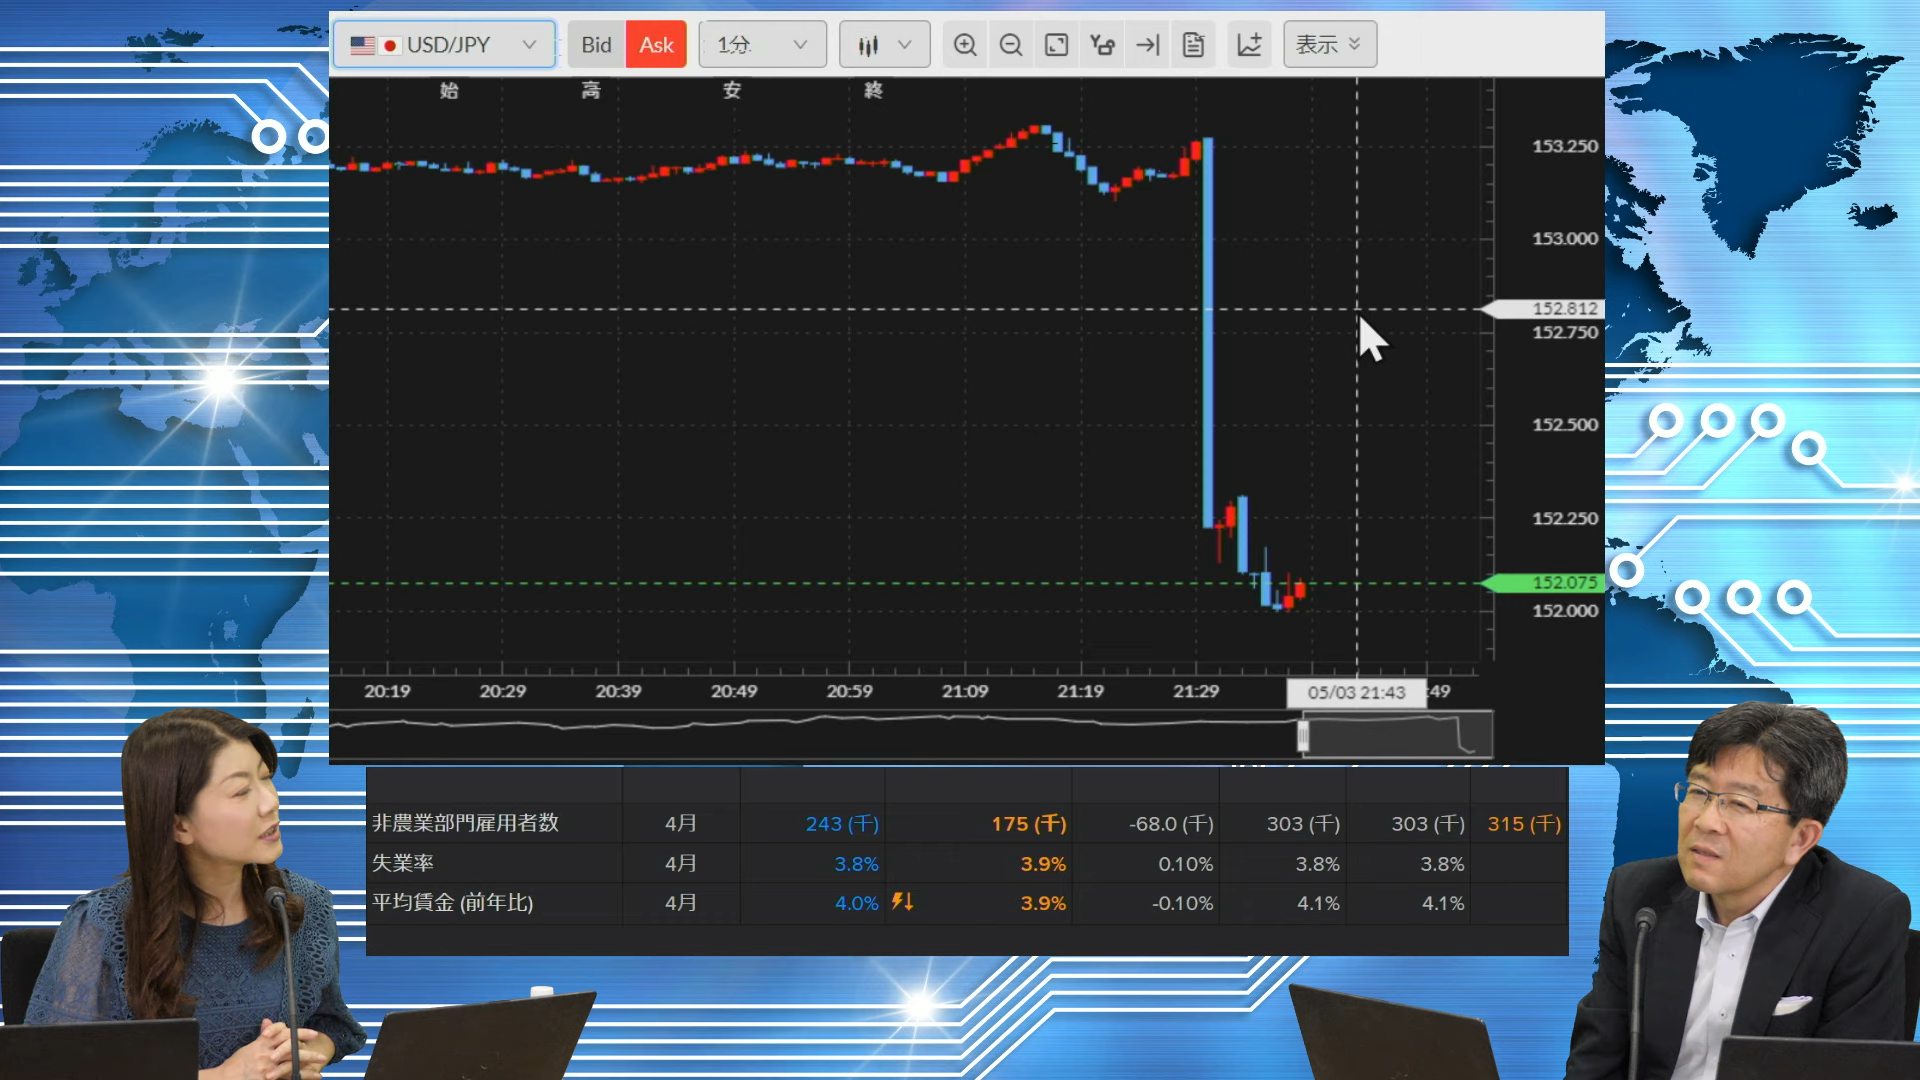 USD/JPY Bid Ask 1分 表示
始 高 安 終
153.250
153.000
152.812
152.750
152.500
152.250
152.075
152.000
20:19 20:29 20:39 20:49 20:59 21:09 21:19 21:29 05/03 21:43 :49
非農業部門雇用者数 4月 243 (千) 175 (千) -68.0 (千) 303 (千) 303 (千) 315 (千)
失業率 4月 3.8% 3.9% 0.10% 3.8% 3.8%
平均賃金 (前年比) 4月 4.0% 3.9% -0.10% 4.1% 4.1%